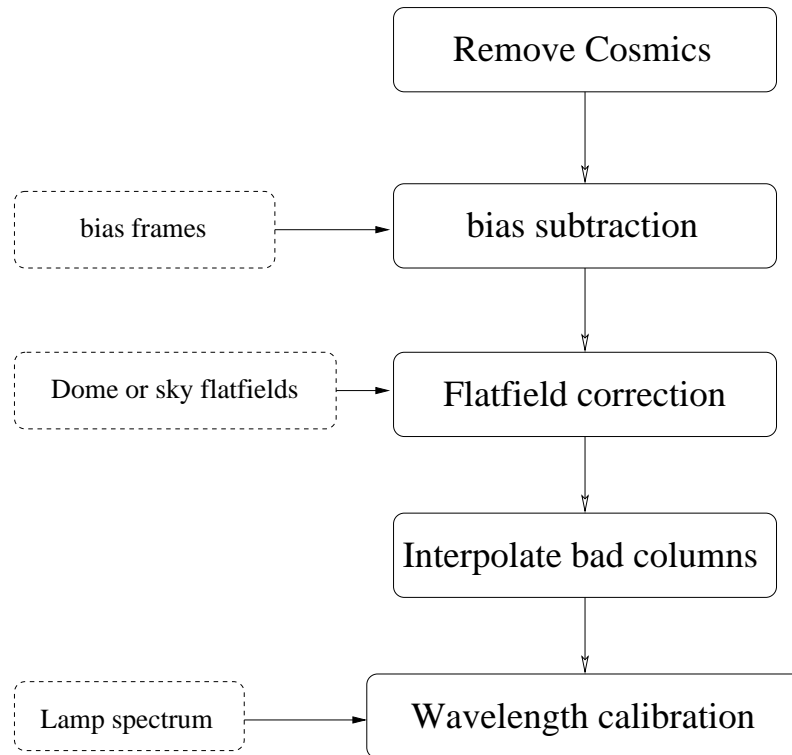 Remove Cosmics
bias frames
bias subtraction
Dome or sky flatfields
Flatfield correction
Interpolate bad columns
Lamp spectrum
Wavelength calibration